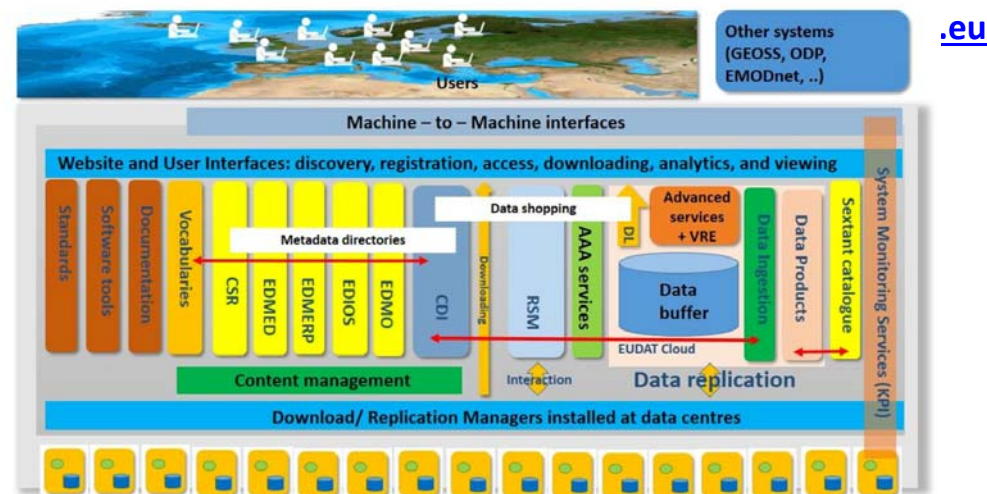 .eu
Other systems
(GEOSS, ODP,
EMODnet, ..)
Users
Machine – to – Machine interfaces
Website and User Interfaces: discovery, registration, access, downloading, analytics, and viewing
System Monitoring Services (KPI)
Standards
Software tools
Documentation
Vocabularies
Metadata directories
CSR
EDMED
EDMERP
EDIOS
EDMO
CDI
Downloading
Data shopping
RSM
AAA services
DL
Advanced
services
+ VRE
Data
buffer
EUDAT Cloud
Data Ingestion
Data Products
Sextant catalogue
Content management
Interaction
Data replication
Download/ Replication Managers installed at data centres